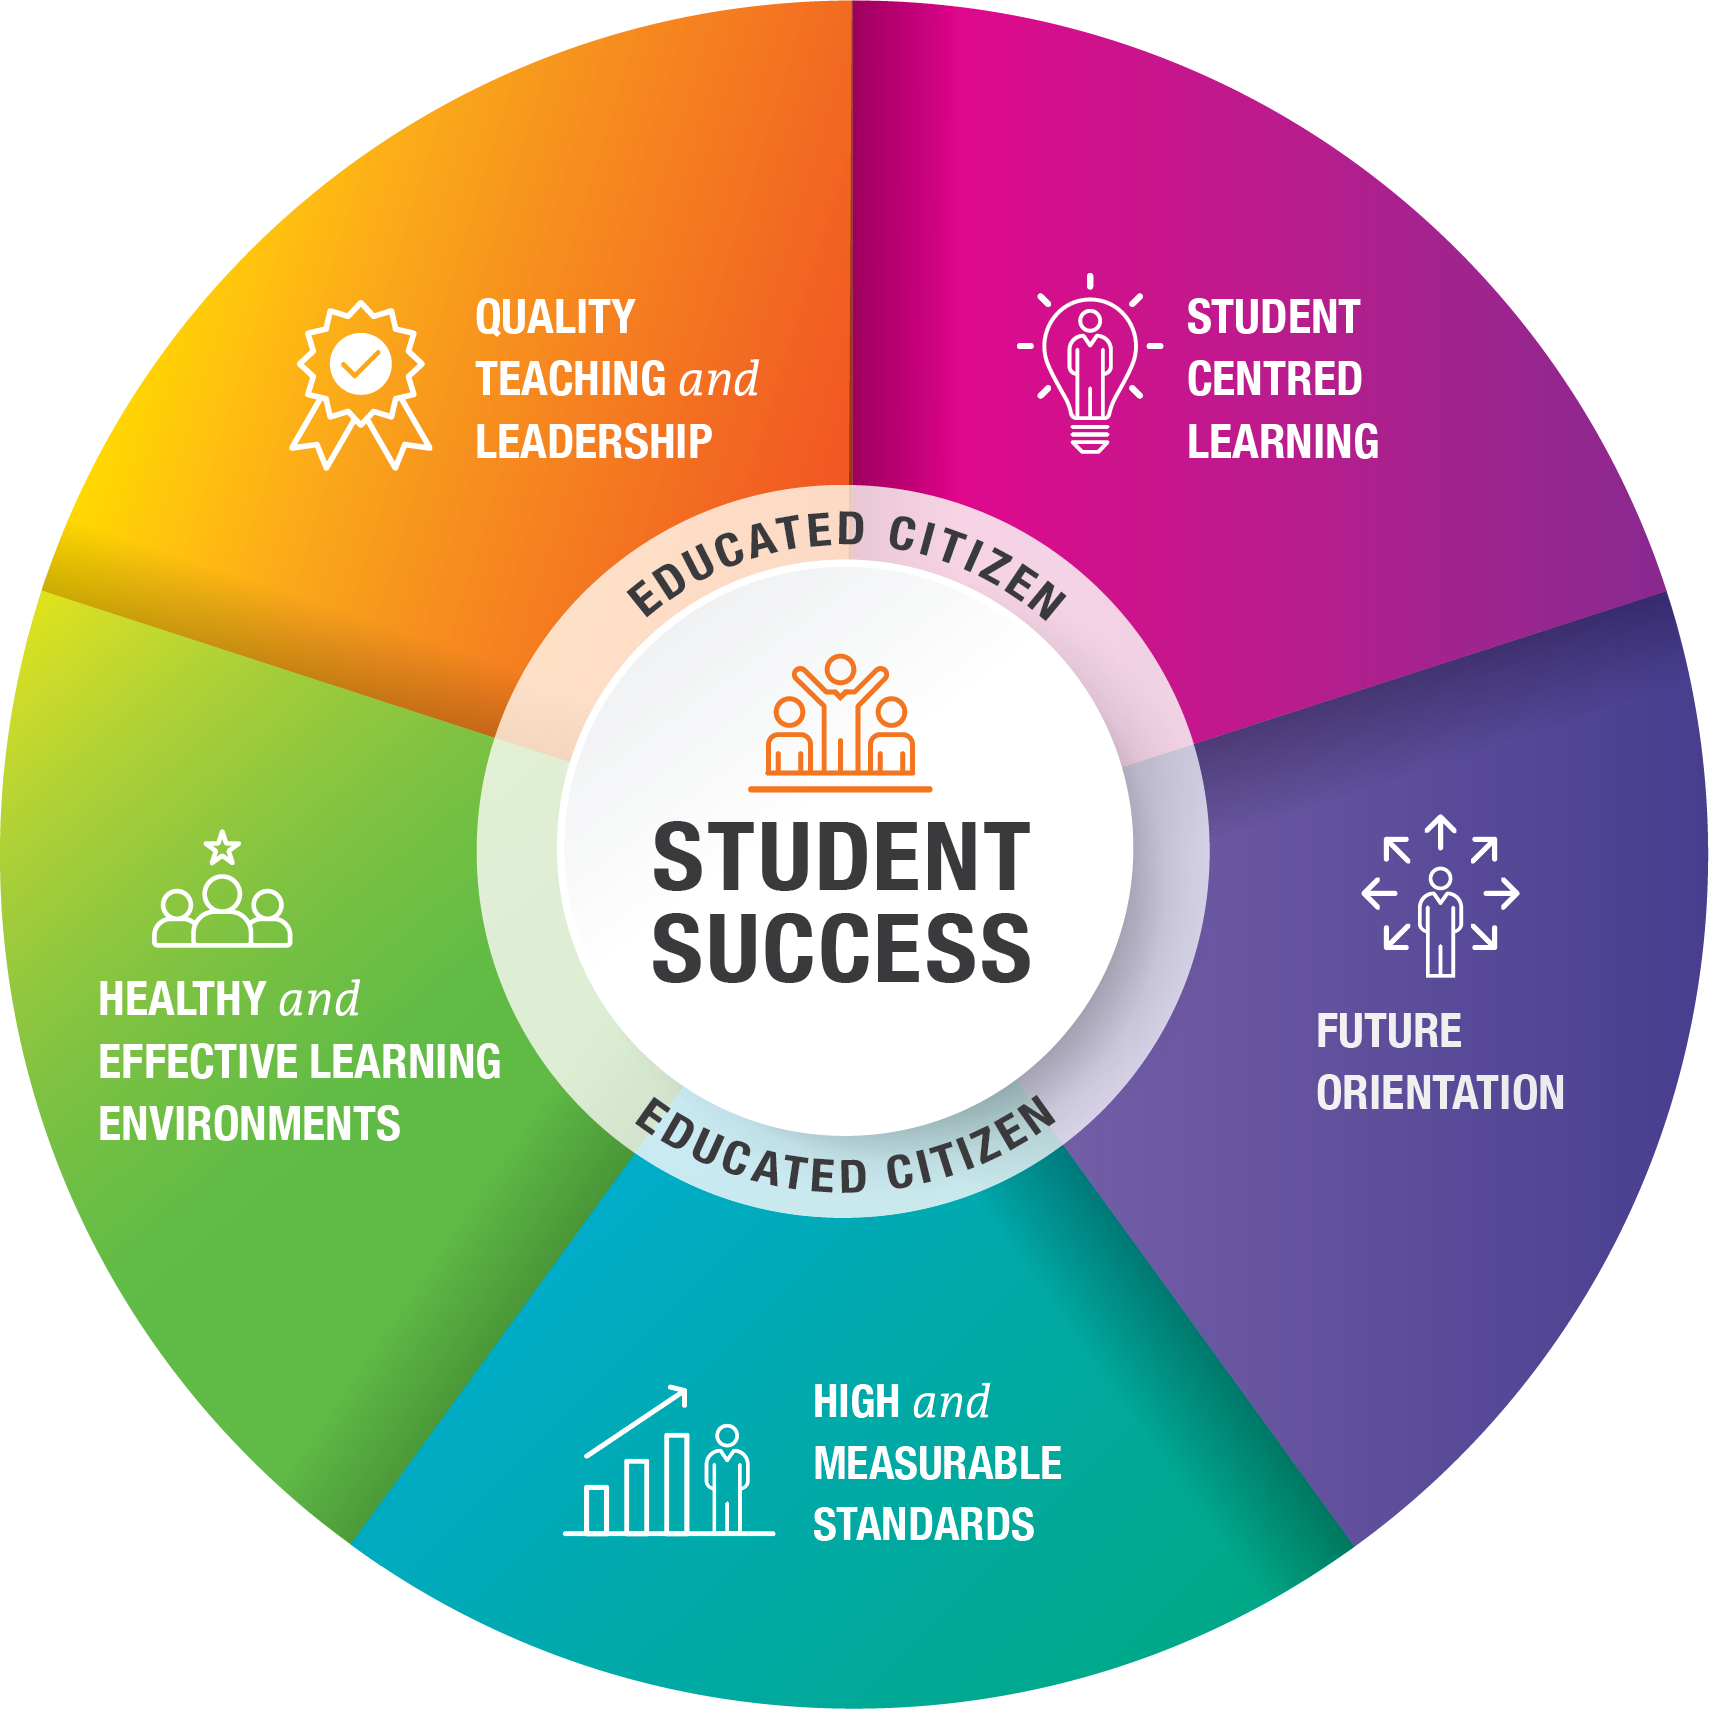 QUALITY
TEACHING and
LEADERSHIP
STUDENT
CENTRED
LEARNING
EDUCATED CITIZEN
STUDENT
SUCCESS
EDUCATED CITIZEN
HEALTHY and
EFFECTIVE LEARNING
ENVIRONMENTS
FUTURE
ORIENTATION
HIGH and
MEASURABLE
STANDARDS